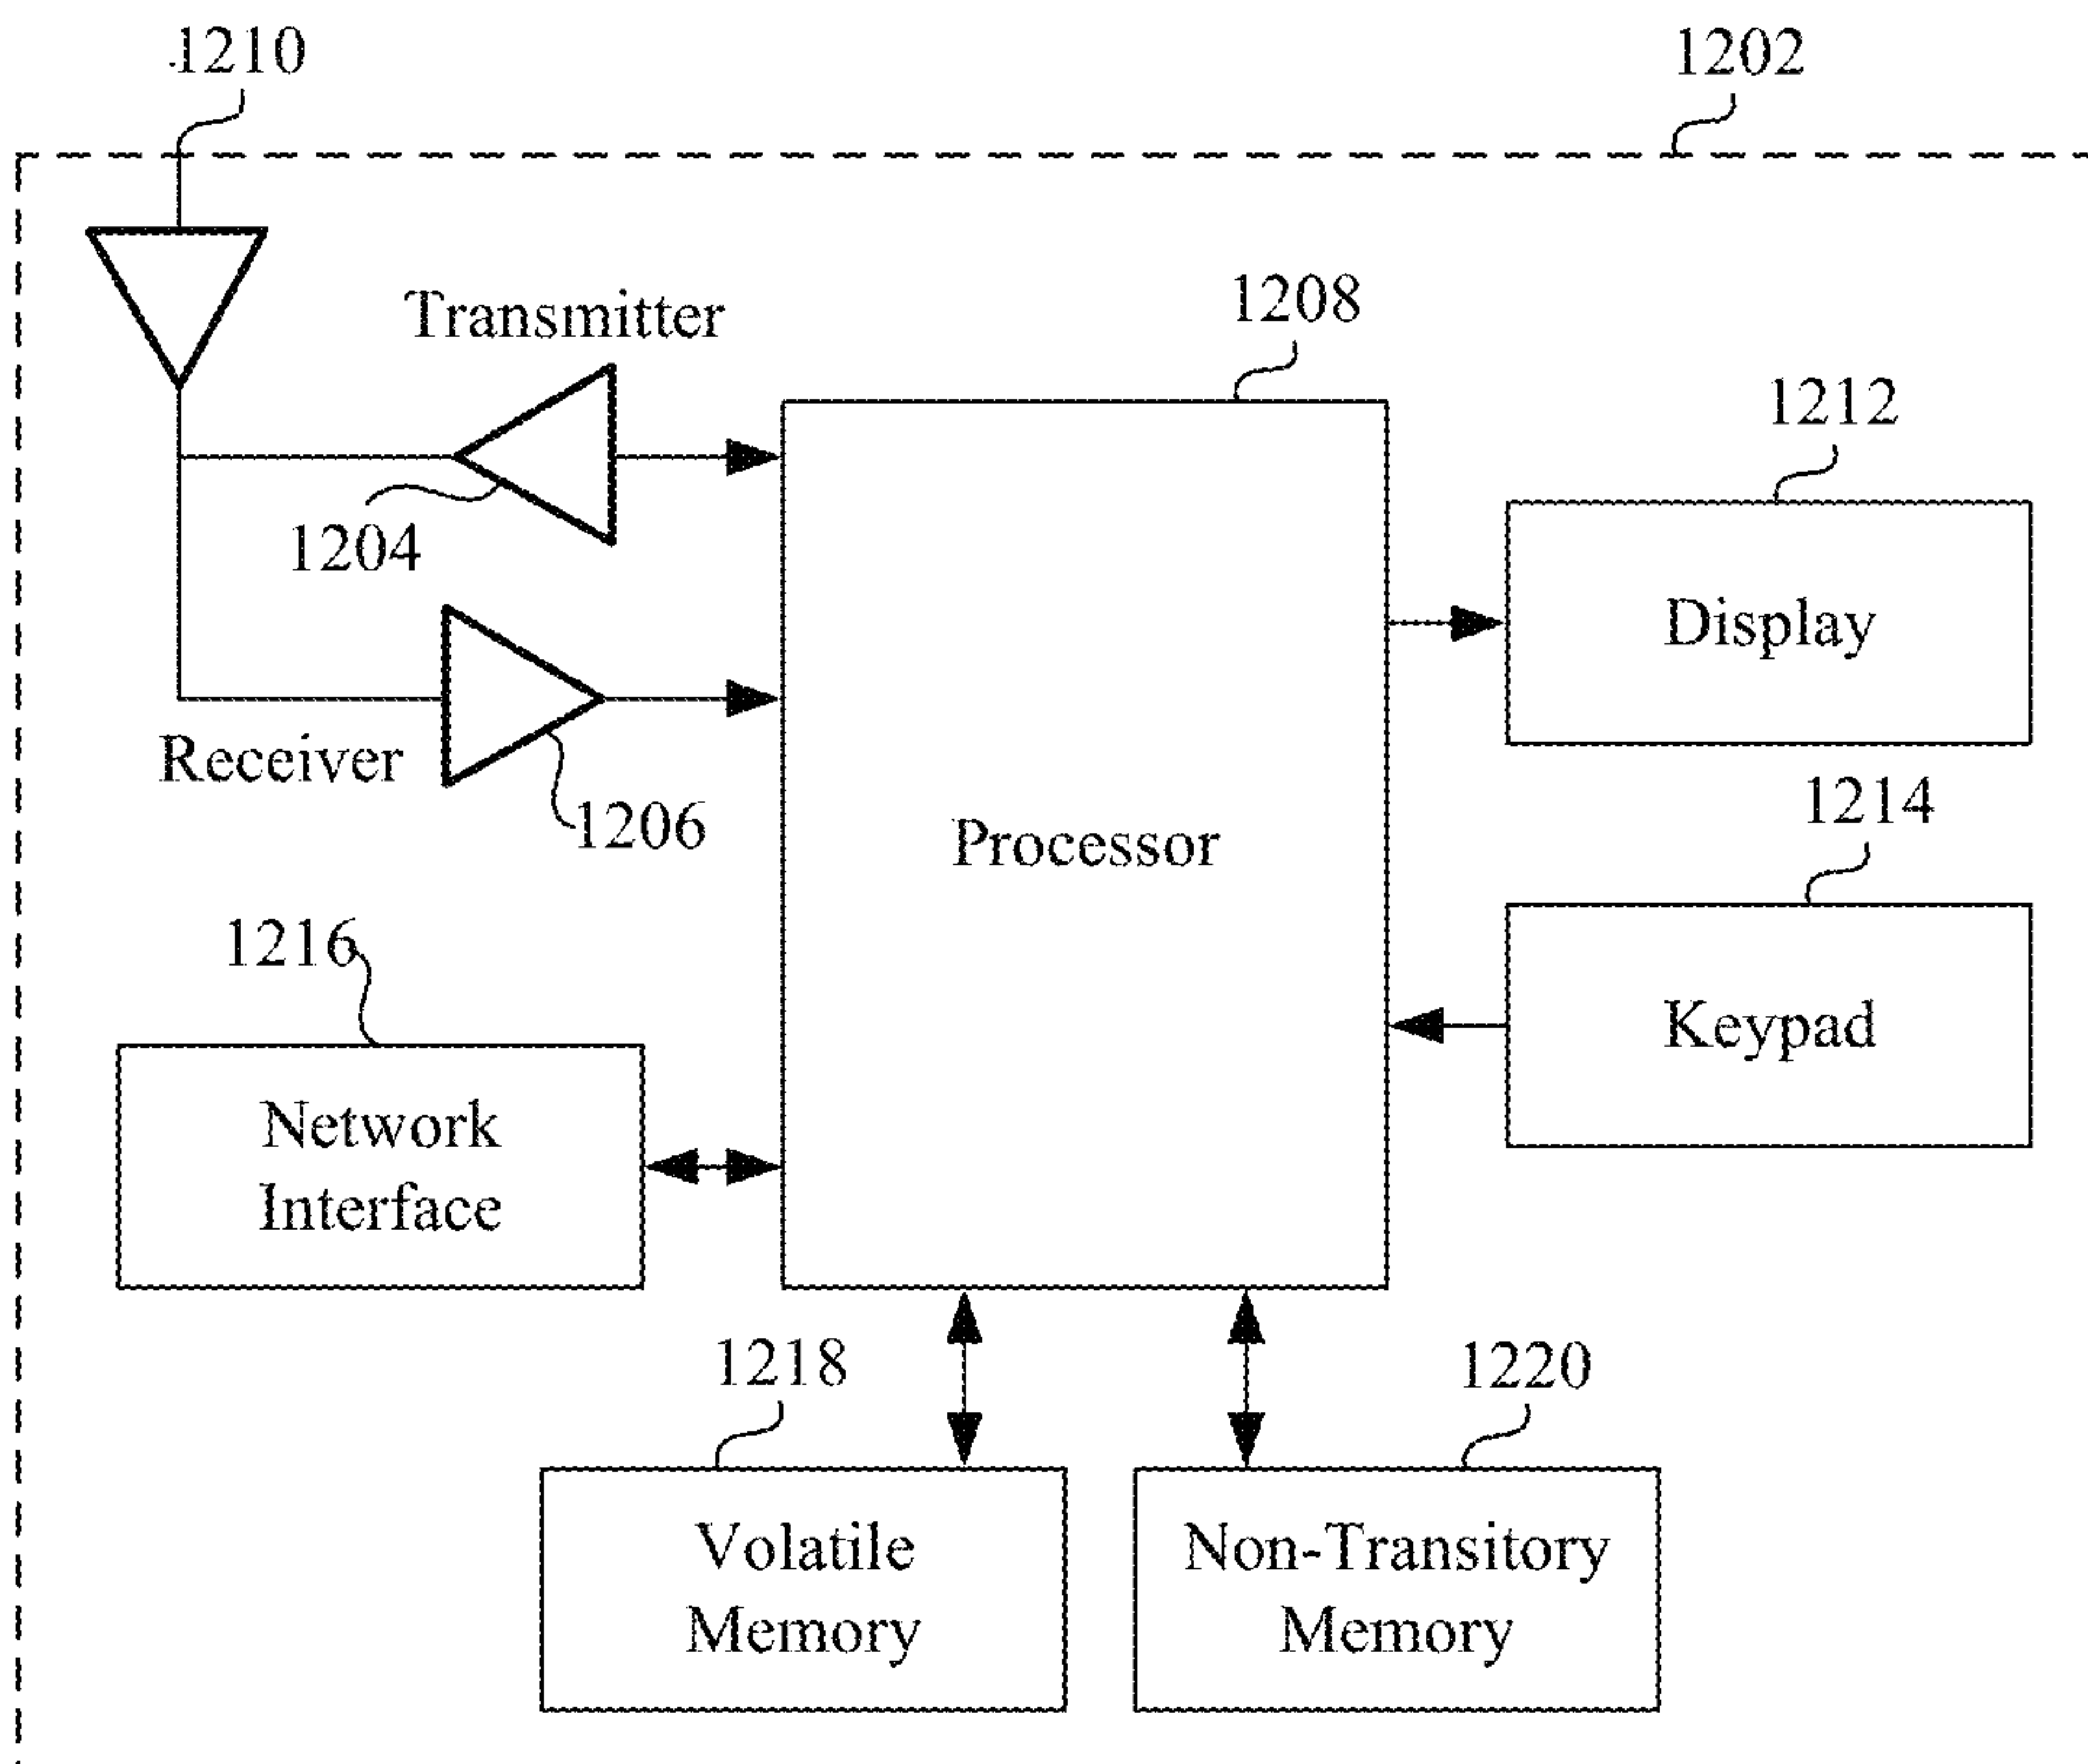 1210
1202
Transmitter
1208
1212
1204
Display
Receiver
1206
1214
Processor
1216
Keypad
Network
Interface
1218
1220
Volatile
Memory
Non-Transitory
Memory